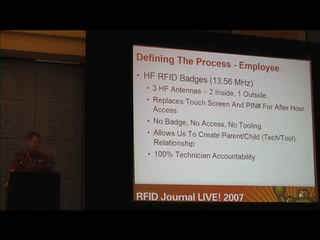 Defining The Process - Employee
• HF RFID Badges (13.56 MHz)
• 3 HF Antennas – 2 Inside, 1 Outside
• Replaces Touch Screen And PIN# For After Hour
Access
• No Badge, No Access, No Tooling
• Allows Us To Create Parent/Child (Tech/Tool)
Relationship
• 100% Technician Accountability
RFID Journal LIVE! 2007